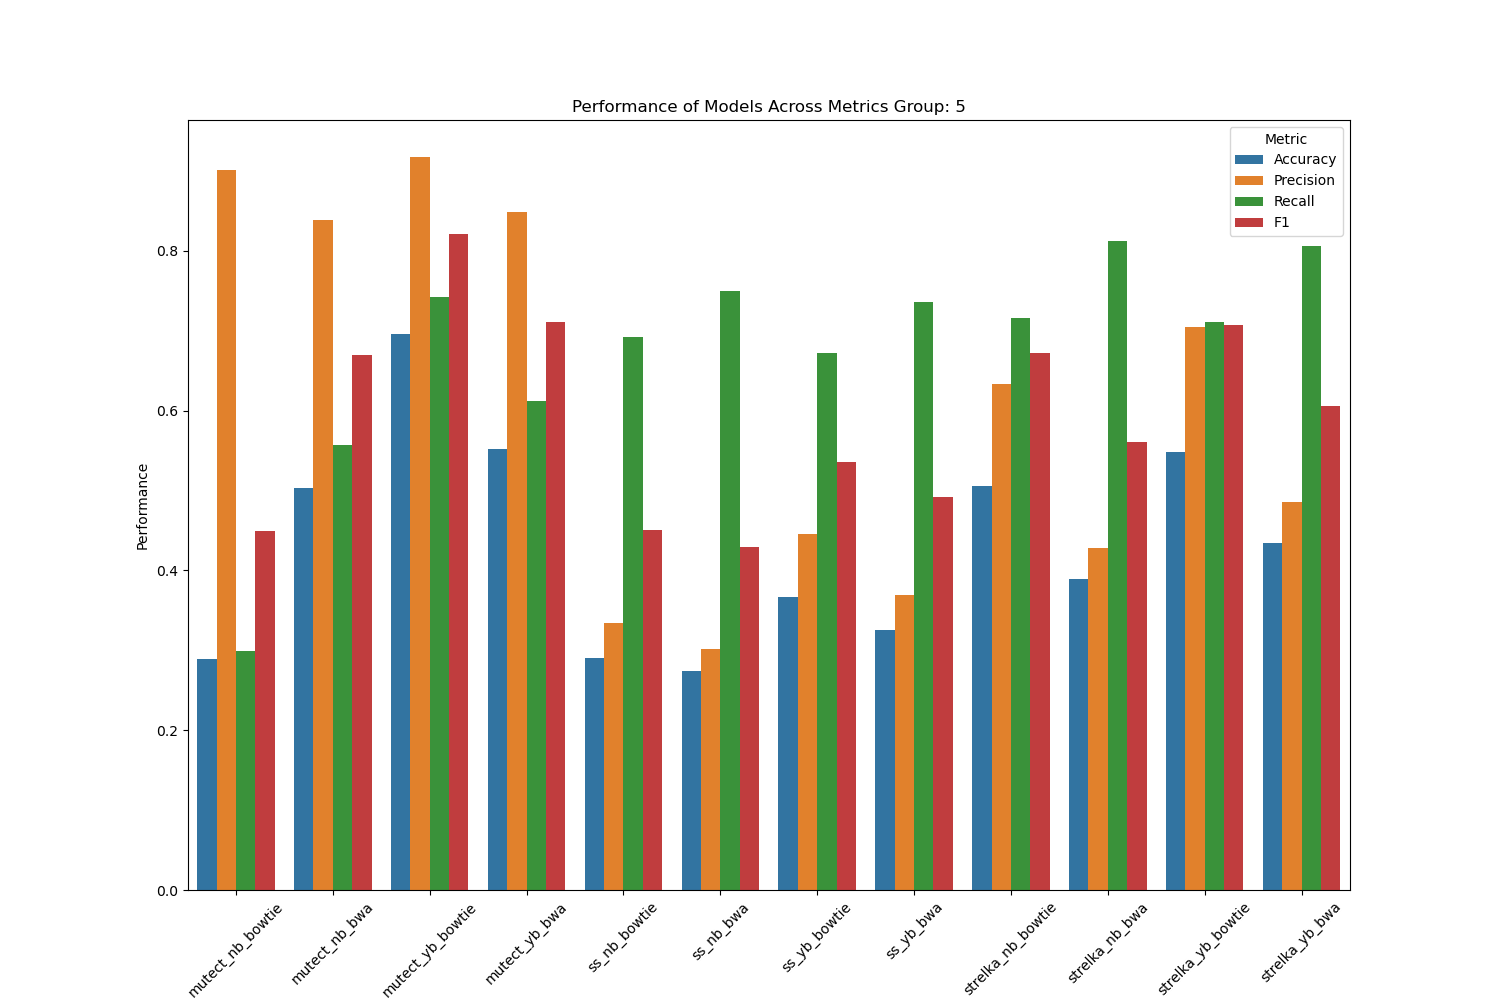 Performance of Models Across Metrics Group: 5
Metric
Accuracy
Precision
Recall
F1
Performance
0.8
0.6
0.4
0.2
0.0
mutect_nb_bowtie
mutect_nb_bwa
mutect_yb_bowtie
mutect_yb_bwa
ss_nb_bowtie
ss_nb_bwa
ss_yb_bowtie
ss_yb_bwa
strelka_nb_bowtie
strelka_nb_bwa
strelka_yb_bowtie
strelka_yb_bwa